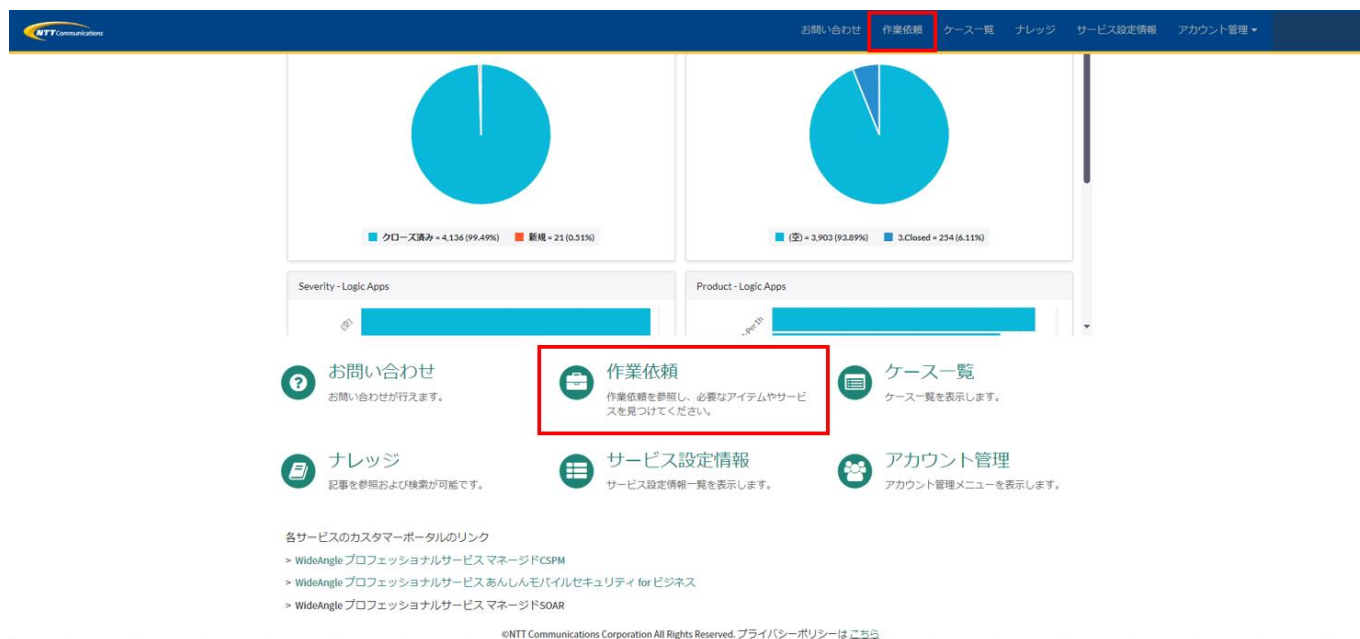 NTT Communications
お問い合わせ 作業依頼 ケース一覧 ナレッジ サービス設定情報 アカウント管理
クローズ済み = 4,136 (99.49%) 新規 = 21 (0.51%)
(空) = 3,903 (93.89%) 3.Closed = 254 (6.11%)
Severity - Logic Apps
Product - Logic Apps
(空)
-Per 1h
お問い合わせ
お問い合わせが行えます。
作業依頼
作業依頼を参照し、必要なアイテムやサービ
スを見つけてください。
ケース一覧
ケース一覧を表示します。
ナレッジ
記事を参照および検索が可能です。
サービス設定情報
サービス設定情報一覧を表示します。
アカウント管理
アカウント管理メニューを表示します。
各サービスのカスタマーポータルのリンク
> WideAngle プロフェッショナルサービス マネージドCSPM
> WideAngle プロフェッショナルサービス あんしんモバイルセキュリティ for ビジネス
> WideAngle プロフェッショナルサービス マネージドSOAR
©NTT Communications Corporation All Rights Reserved. プライバシーポリシーは こちら